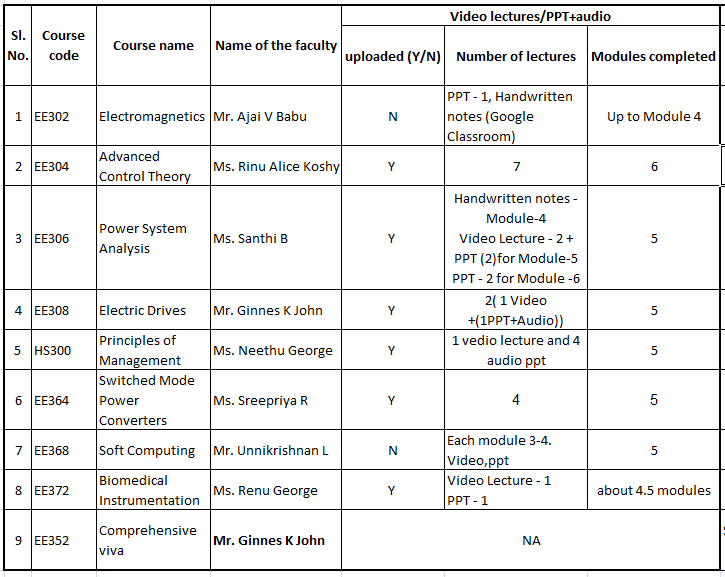 Video lectures/PPT+audio
Sl. No.
Course code
Course name
Name of the faculty
uploaded (Y/N)
Number of lectures
Modules completed
1 EE302 Electromagnetics Mr. Ajai V Babu N PPT - 1, Handwritten
notes (Google
Classroom)
Up to Module 4
2 EE304 Advanced
Control Theory
Ms. Rinu Alice Koshy Y 7 6
3 EE306 Power System
Analysis
Ms. Santhi B Y Handwritten notes -
Module-4
Video Lecture - 2 +
PPT (2)for Module-5
PPT - 2 for Module -6
5
4 EE308 Electric Drives Mr. Ginnes K John Y 2( 1 Video
+(1PPT+Audio))
5
5 HS300 Principles of
Management
Ms. Neethu George Y 1 vedio lecture and 4
audio ppt
5
6 EE364 Switched Mode
Power
Converters
Ms. Sreepriya R Y 4 5
7 EE368 Soft Computing Mr. Unnikrishnan L N Each module 3-4.
Video,ppt
5
8 EE372 Biomedical
Instrumentation
Ms. Renu George Y Video Lecture - 1
PPT - 1
about 4.5 modules
9 EE352 Comprehensive
viva
Mr. Ginnes K John NA